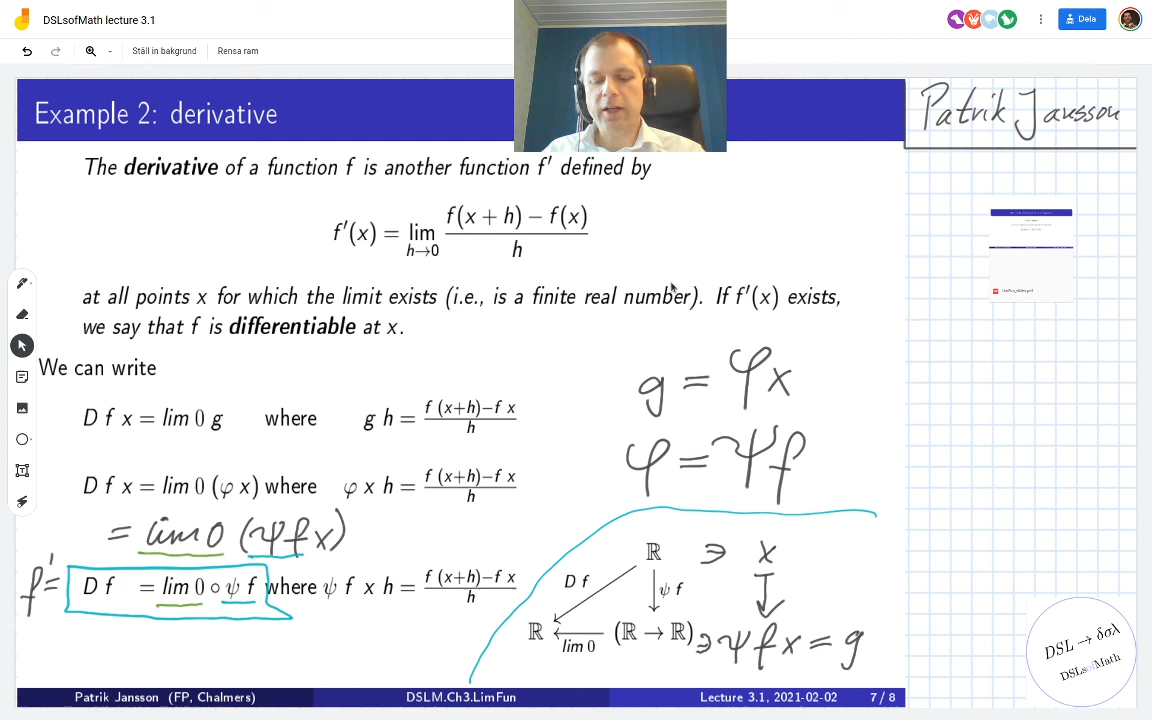 DSLsofMath lecture 3.1
Dela
Ställ in bakgrund
Rensa ram
Example 2: derivative
Patrik Jansson
The derivative of a function f is another function f′ defined by
f′(x) = lim h→0 f(x + h) − f(x) / h
at all points x for which the limit exists (i.e., is a finite real number). If f′(x) exists,
we say that f is differentiable at x.
We can write
g = φ x
D f x = lim 0 g where g h = f (x+h)−f x / h
φ = ψ f
D f x = lim 0 (φ x) where φ x h = f (x+h)−f x / h
= lim 0 (ψ f x)
f′ = D f = lim 0 ∘ ψ f where ψ f x h = f (x+h)−f x / h
ℝ ∋ x
D f
ψ f
ℝ lim 0 (ℝ → ℝ) ∋ ψ f x = g
DSL → δσλ
DSLsofMath
Patrik Jansson (FP, Chalmers) DSLM.Ch3.LimFun Lecture 3.1, 2021-02-02 7 / 8